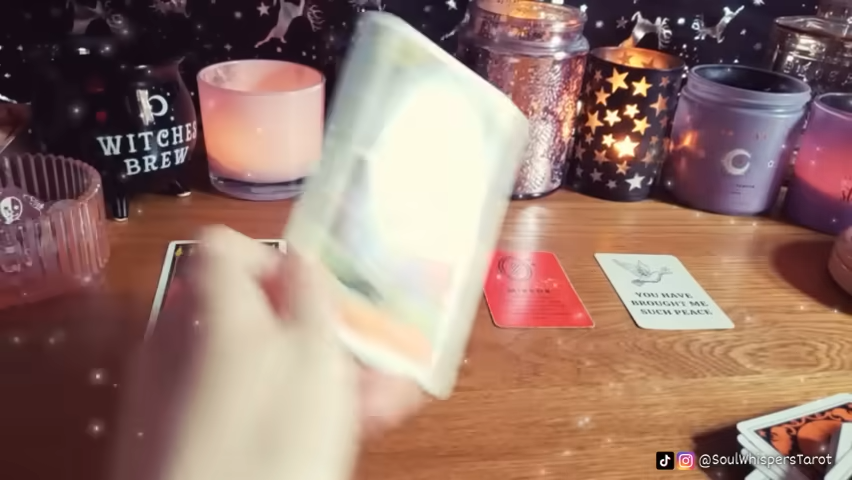 WITCHES
BREW
YOU HAVE
BROUGHT ME
SUCH PEACE
@SoulWhispersTarot